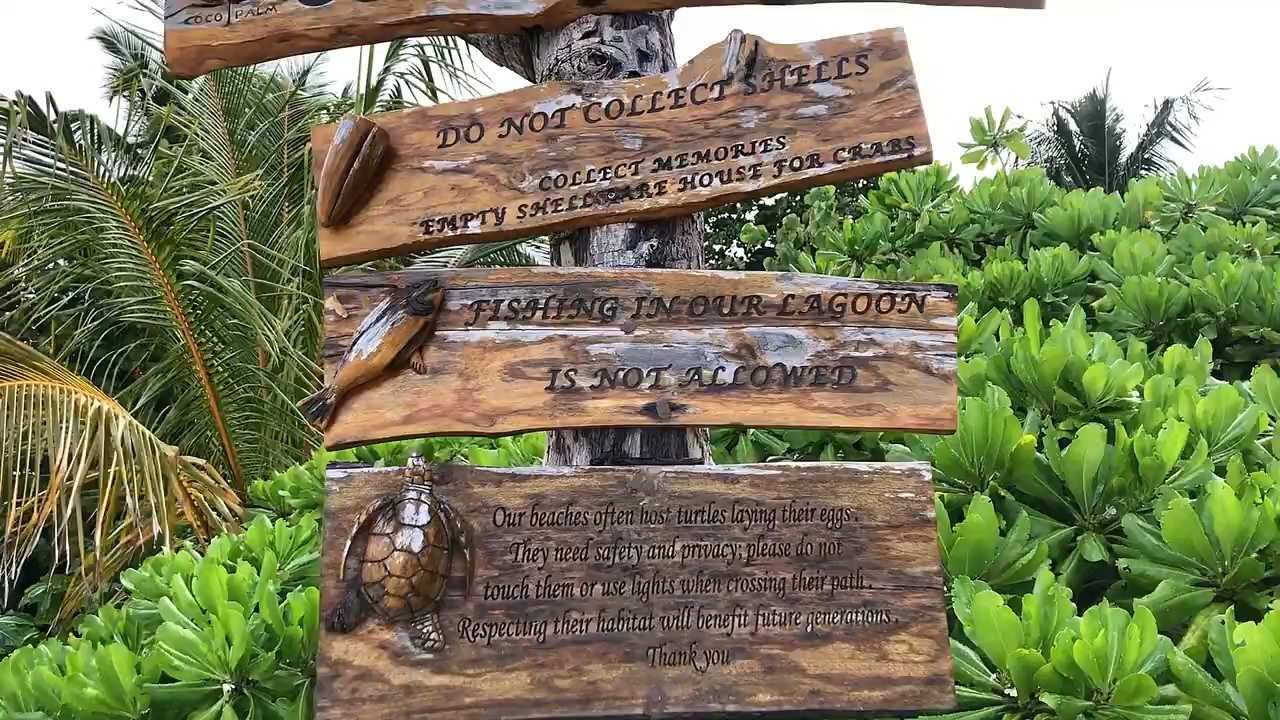 COCO PALM
DO NOT COLLECT SHELLS
COLLECT MEMORIES
EMPTY SHELLS ARE HOUSE FOR CRABS
FISHING IN OUR LAGOON
IS NOT ALLOWED
Our beaches often host turtles laying their eggs.
They need safety and privacy; please do not
touch them or use lights when crossing their path.
Respecting their habitat will benefit future generations.
Thank you